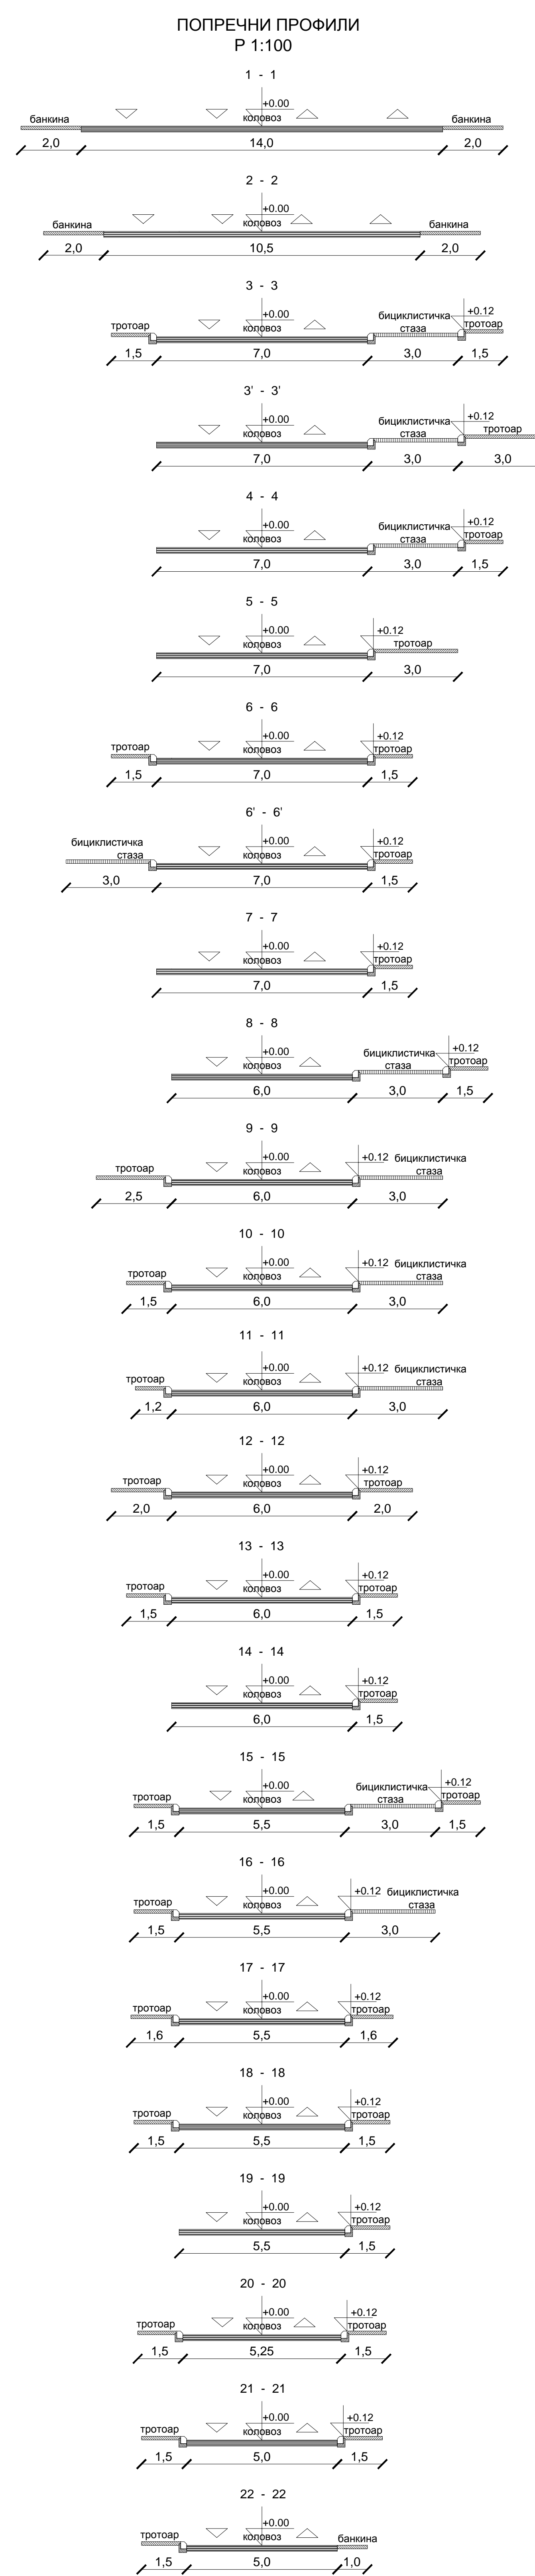 ПОПРЕЧНИ ПРОФИЛИ
Р 1:100
1 - 1
+0.00
банкина коловоз банкина
2,0 14,0 2,0
2 - 2
+0.00
банкина коловоз банкина
2,0 10,5 2,0
3 - 3
+0.00 бициклистичка +0.12
тротоар коловоз стаза тротоар
1,5 7,0 3,0 1,5
3' - 3'
+0.00 бициклистичка +0.12
коловоз стаза тротоар
7,0 3,0 3,0
4 - 4
+0.00 бициклистичка +0.12
коловоз стаза тротоар
7,0 3,0 1,5
5 - 5
+0.00 +0.12
коловоз тротоар
7,0 3,0
6 - 6
+0.00 +0.12
тротоар коловоз тротоар
1,5 7,0 1,5
6' - 6'
бициклистичка +0.00 +0.12
стаза коловоз тротоар
3,0 7,0 1,5
7 - 7
+0.00 +0.12
коловоз тротоар
7,0 1,5
8 - 8
+0.00 бициклистичка +0.12
коловоз стаза тротоар
6,0 3,0 1,5
9 - 9
+0.00 +0.12 бициклистичка
тротоар коловоз стаза
2,5 6,0 3,0
10 - 10
+0.00 +0.12 бициклистичка
тротоар коловоз стаза
1,5 6,0 3,0
11 - 11
+0.00 +0.12 бициклистичка
тротоар коловоз стаза
1,2 6,0 3,0
12 - 12
+0.00 +0.12
тротоар коловоз тротоар
2,0 6,0 2,0
13 - 13
+0.00 +0.12
тротоар коловоз тротоар
1,5 6,0 1,5
14 - 14
+0.00 +0.12
коловоз тротоар
6,0 1,5
15 - 15
+0.00 бициклистичка +0.12
тротоар коловоз стаза тротоар
1,5 5,5 3,0 1,5
16 - 16
+0.00 +0.12 бициклистичка
тротоар коловоз стаза
1,5 5,5 3,0
17 - 17
+0.00 +0.12
тротоар коловоз тротоар
1,6 5,5 1,6
18 - 18
+0.00 +0.12
тротоар коловоз тротоар
1,5 5,5 1,5
19 - 19
+0.00 +0.12
коловоз тротоар
5,5 1,5
20 - 20
+0.00 +0.12
тротоар коловоз тротоар
1,5 5,25 1,5
21 - 21
+0.00 +0.12
тротоар коловоз тротоар
1,5 5,0 1,5
22 - 22
+0.00
тротоар коловоз банкина
1,5 5,0 1,0